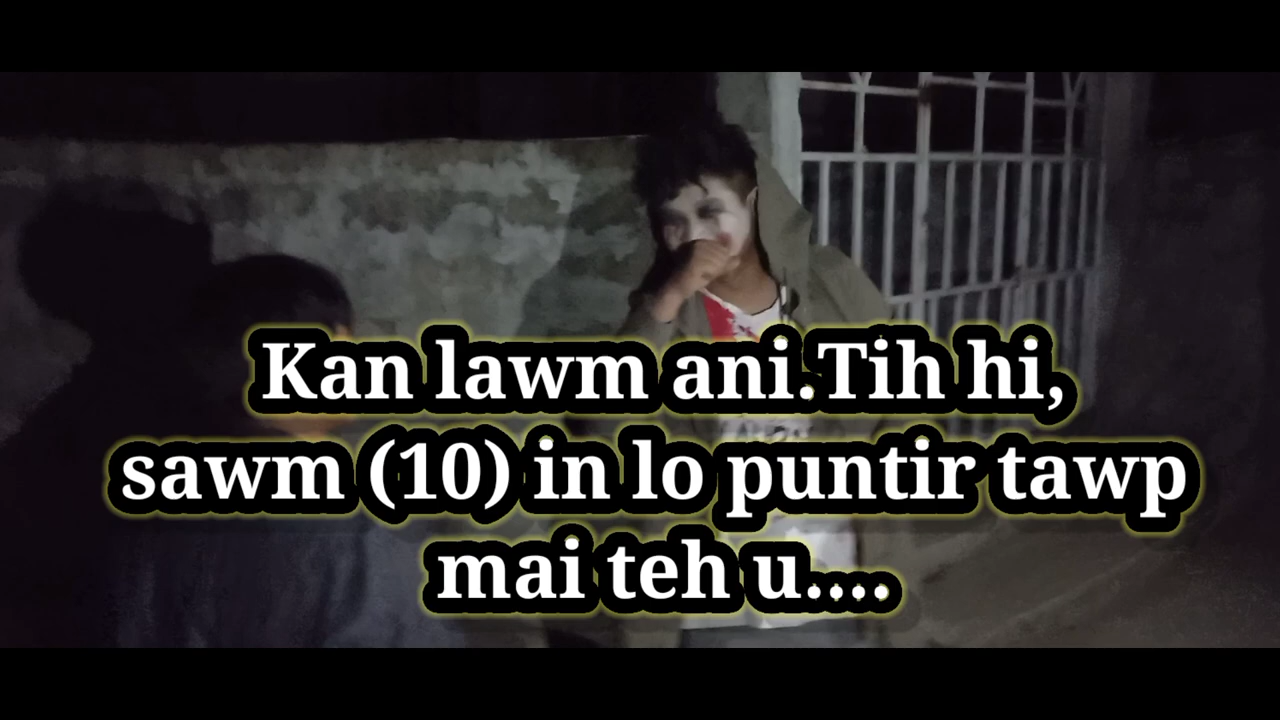 Kan lawm ani.Tih hi,
sawm (10) in lo puntir tawp
mai teh u....